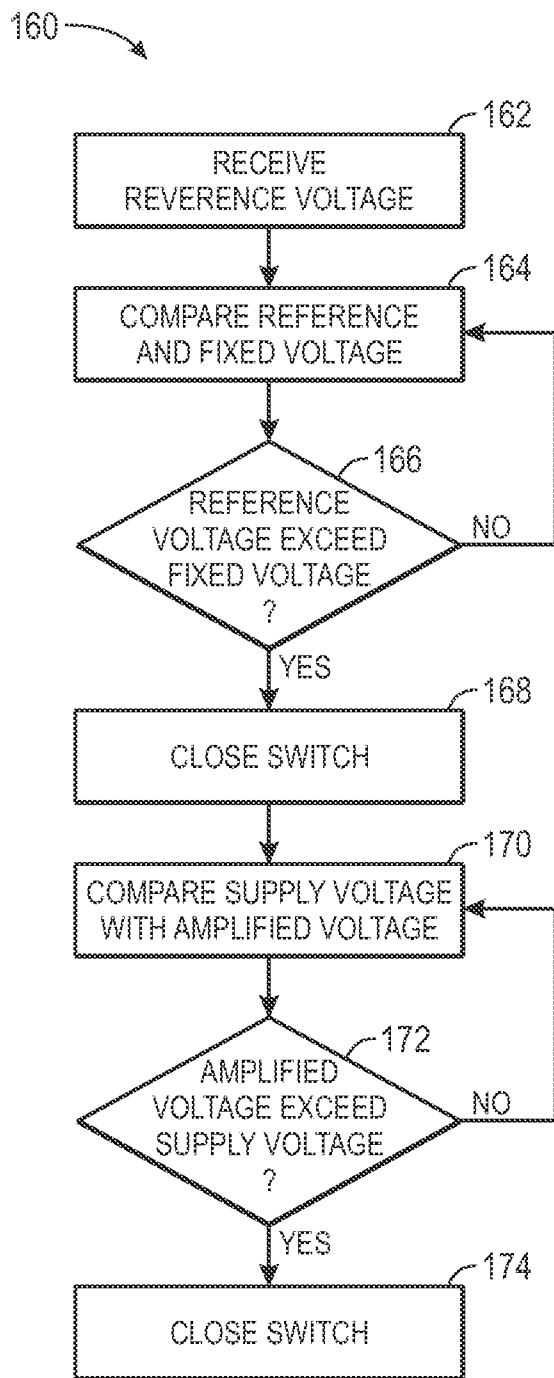 160
162
RECEIVE
REVERENCE VOLTAGE
164
COMPARE REFERENCE
AND FIXED VOLTAGE
166
REFERENCE
VOLTAGE EXCEED
FIXED VOLTAGE
?
NO
YES
168
CLOSE SWITCH
170
COMPARE SUPPLY VOLTAGE
WITH AMPLIFIED VOLTAGE
172
AMPLIFIED
VOLTAGE EXCEED
SUPPLY VOLTAGE
?
NO
YES
174
CLOSE SWITCH